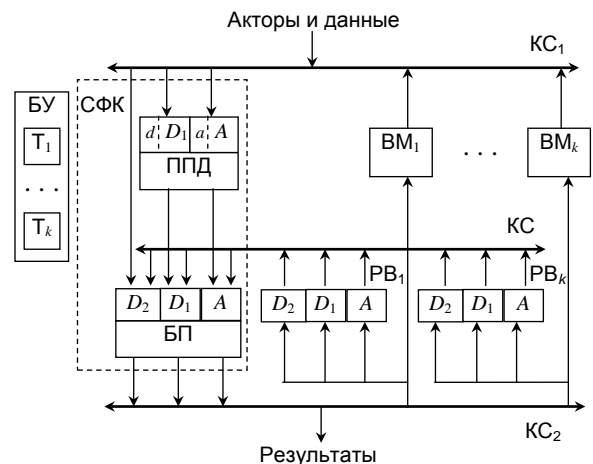 Акторы и данные
КС₁
БУ
СФК
T₁
. . .
Tₖ
d D₁ a A
ППД
ВМ₁ . . . ВМₖ
КС
РВ₁
РВₖ
D₂ D₁ A
БП
D₂ D₁ A
D₂ D₁ A
КС₂
Результаты